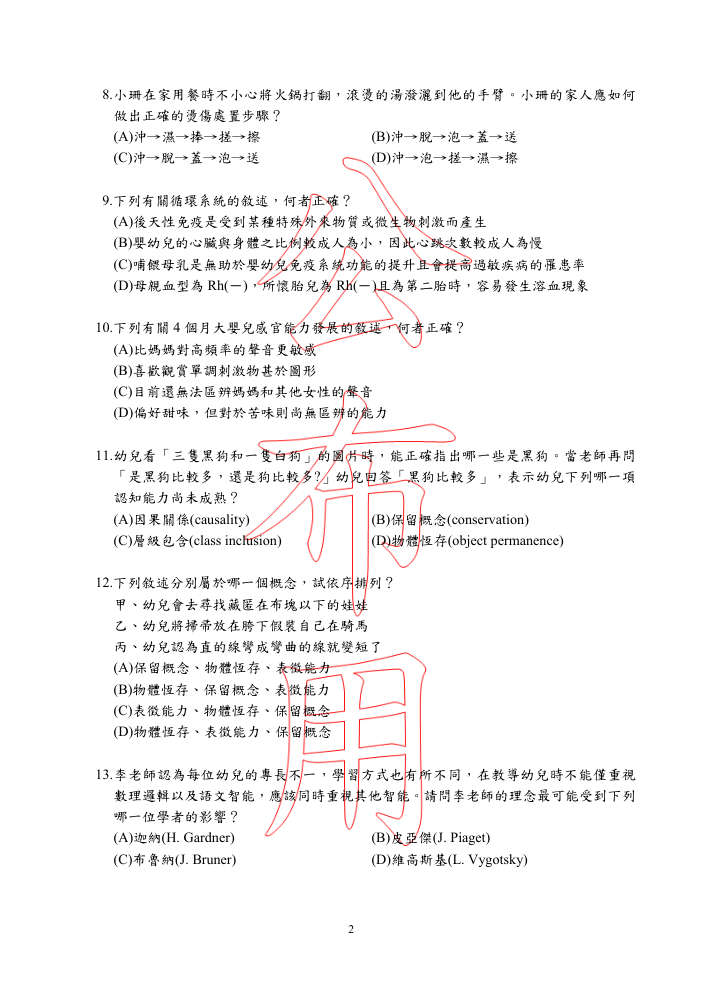 8.小珊在家用餐時不小心將火鍋打翻，滾燙的湯潑灑到他的手臂。小珊的家人應如何
做出正確的燙傷處置步驟？
(A)沖→濕→捧→搓→擦 (B)沖→脫→泡→蓋→送
(C)沖→脫→蓋→泡→送 (D)沖→泡→搓→濕→擦
9.下列有關循環系統的敘述，何者正確？
(A)後天性免疫是受到某種特殊外來物質或微生物刺激而產生
(B)嬰幼兒的心臟與身體之比例較成人為小，因此心跳次數較成人為慢
(C)哺餵母乳是無助於嬰幼兒免疫系統功能的提升且會提高過敏疾病的罹患率
(D)母親血型為 Rh(－)，所懷胎兒為 Rh(－)且為第二胎時，容易發生溶血現象
10.下列有關 4 個月大嬰兒感官能力發展的敘述，何者正確？
(A)比媽媽對高頻率的聲音更敏感
(B)喜歡觀賞單調刺激物甚於圖形
(C)目前還無法區辨媽媽和其他女性的聲音
(D)偏好甜味，但對於苦味則尚無區辨的能力
11.幼兒看「三隻黑狗和一隻白狗」的圖片時，能正確指出哪一些是黑狗。當老師再問
「是黑狗比較多，還是狗比較多?」幼兒回答「黑狗比較多」，表示幼兒下列哪一項
認知能力尚未成熟？
(A)因果關係(causality) (B)保留概念(conservation)
(C)層級包含(class inclusion) (D)物體恆存(object permanence)
12.下列敘述分別屬於哪一個概念，試依序排列？
甲、幼兒會去尋找藏匿在布塊以下的娃娃
乙、幼兒將掃帚放在胯下假裝自己在騎馬
丙、幼兒認為直的線彎成彎曲的線就變短了
(A)保留概念、物體恆存、表徵能力
(B)物體恆存、保留概念、表徵能力
(C)表徵能力、物體恆存、保留概念
(D)物體恆存、表徵能力、保留概念
13.李老師認為每位幼兒的專長不一，學習方式也有所不同，在教導幼兒時不能僅重視
數理邏輯以及語文智能，應該同時重視其他智能。請問李老師的理念最可能受到下列
哪一位學者的影響？
(A)迦納(H. Gardner) (B)皮亞傑(J. Piaget)
(C)布魯納(J. Bruner) (D)維高斯基(L. Vygotsky)
2
公布用